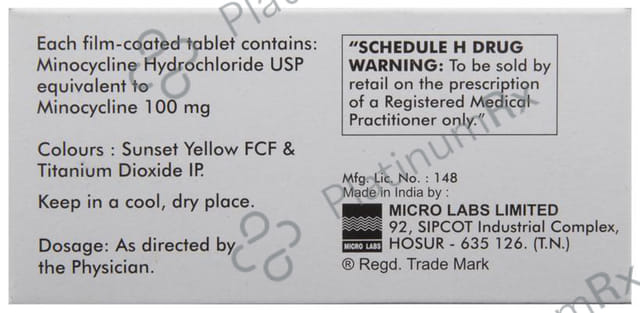 Each film-coated tablet contains:
Minocycline Hydrochloride USP
equivalent to
Minocycline 100 mg
Colours : Sunset Yellow FCF &
Titanium Dioxide IP.
Keep in a cool, dry place.
Dosage: As directed by
the Physician.
"SCHEDULE H DRUG
WARNING: To be sold by
retail on the prescription
of a Registered Medical
Practitioner only."
Mfg. Lic. No. : 148
Made in India by :
MICRO LABS LIMITED
92, SIPCOT Industrial Complex,
HOSUR - 635 126. (T.N.)
MICRO LABS
® Regd. Trade Mark
PlatinumRx